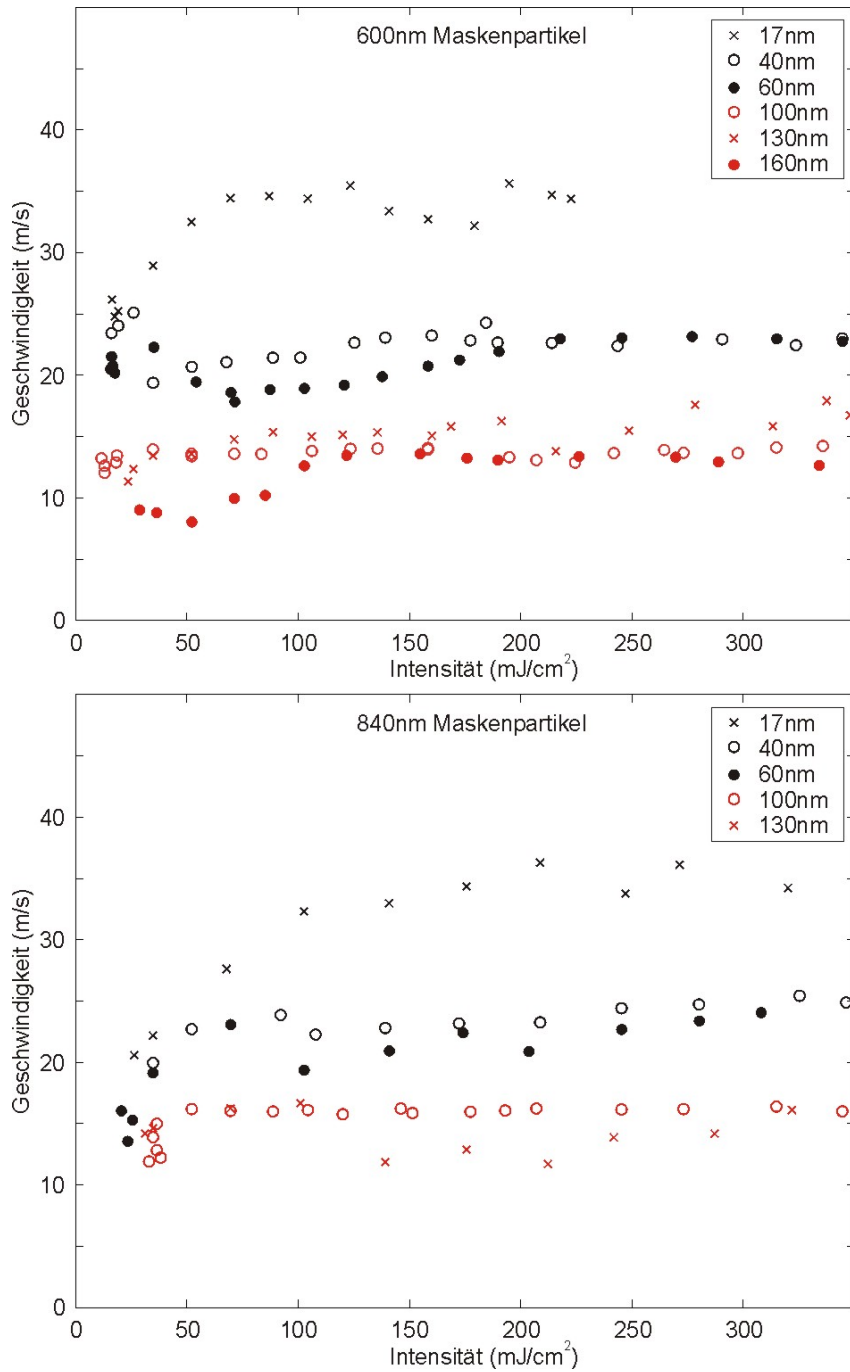 600nm Maskenpartikel
17nm
40nm
60nm
100nm
130nm
160nm
Geschwindigkeit (m/s)
40
30
20
10
0
0 50 100 150 200 250 300
Intensität (mJ/cm²)
840nm Maskenpartikel
17nm
40nm
60nm
100nm
130nm
Geschwindigkeit (m/s)
40
30
20
10
0
0 50 100 150 200 250 300
Intensität (mJ/cm²)